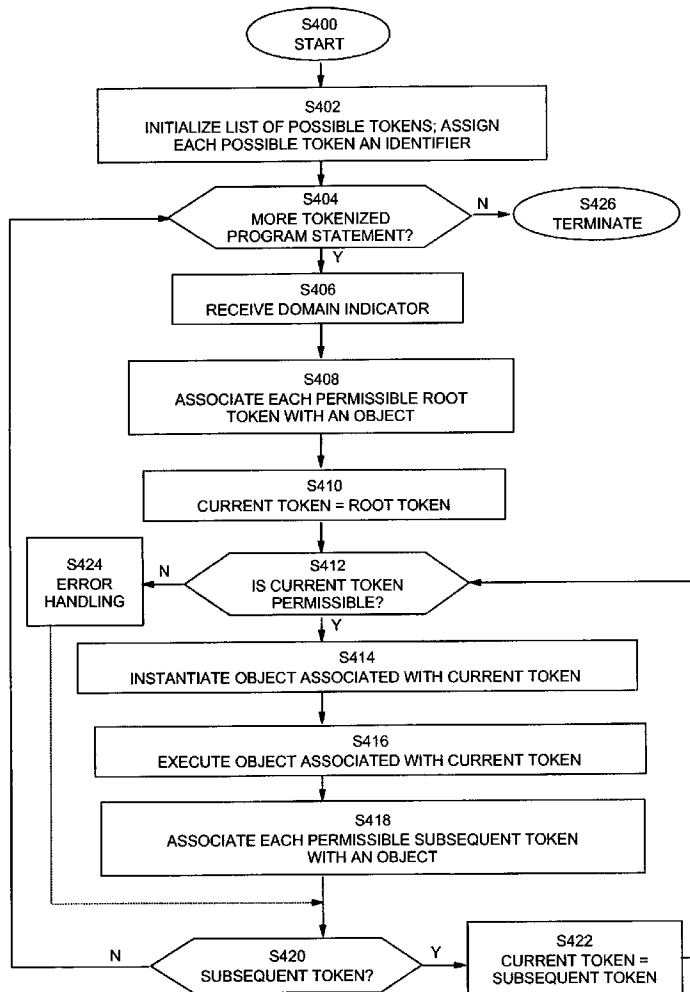 S400
START
S402
INITIALIZE LIST OF POSSIBLE TOKENS; ASSIGN
EACH POSSIBLE TOKEN AN IDENTIFIER
S404
MORE TOKENIZED
PROGRAM STATEMENT?
N
S426
TERMINATE
Y
S406
RECEIVE DOMAIN INDICATOR
S408
ASSOCIATE EACH PERMISSIBLE ROOT
TOKEN WITH AN OBJECT
S410
CURRENT TOKEN = ROOT TOKEN
S424
ERROR
HANDLING
N
S412
IS CURRENT TOKEN
PERMISSIBLE?
Y
S414
INSTANTIATE OBJECT ASSOCIATED WITH CURRENT TOKEN
S416
EXECUTE OBJECT ASSOCIATED WITH CURRENT TOKEN
S418
ASSOCIATE EACH PERMISSIBLE SUBSEQUENT TOKEN
WITH AN OBJECT
N
S420
SUBSEQUENT TOKEN?
Y
S422
CURRENT TOKEN =
SUBSEQUENT TOKEN